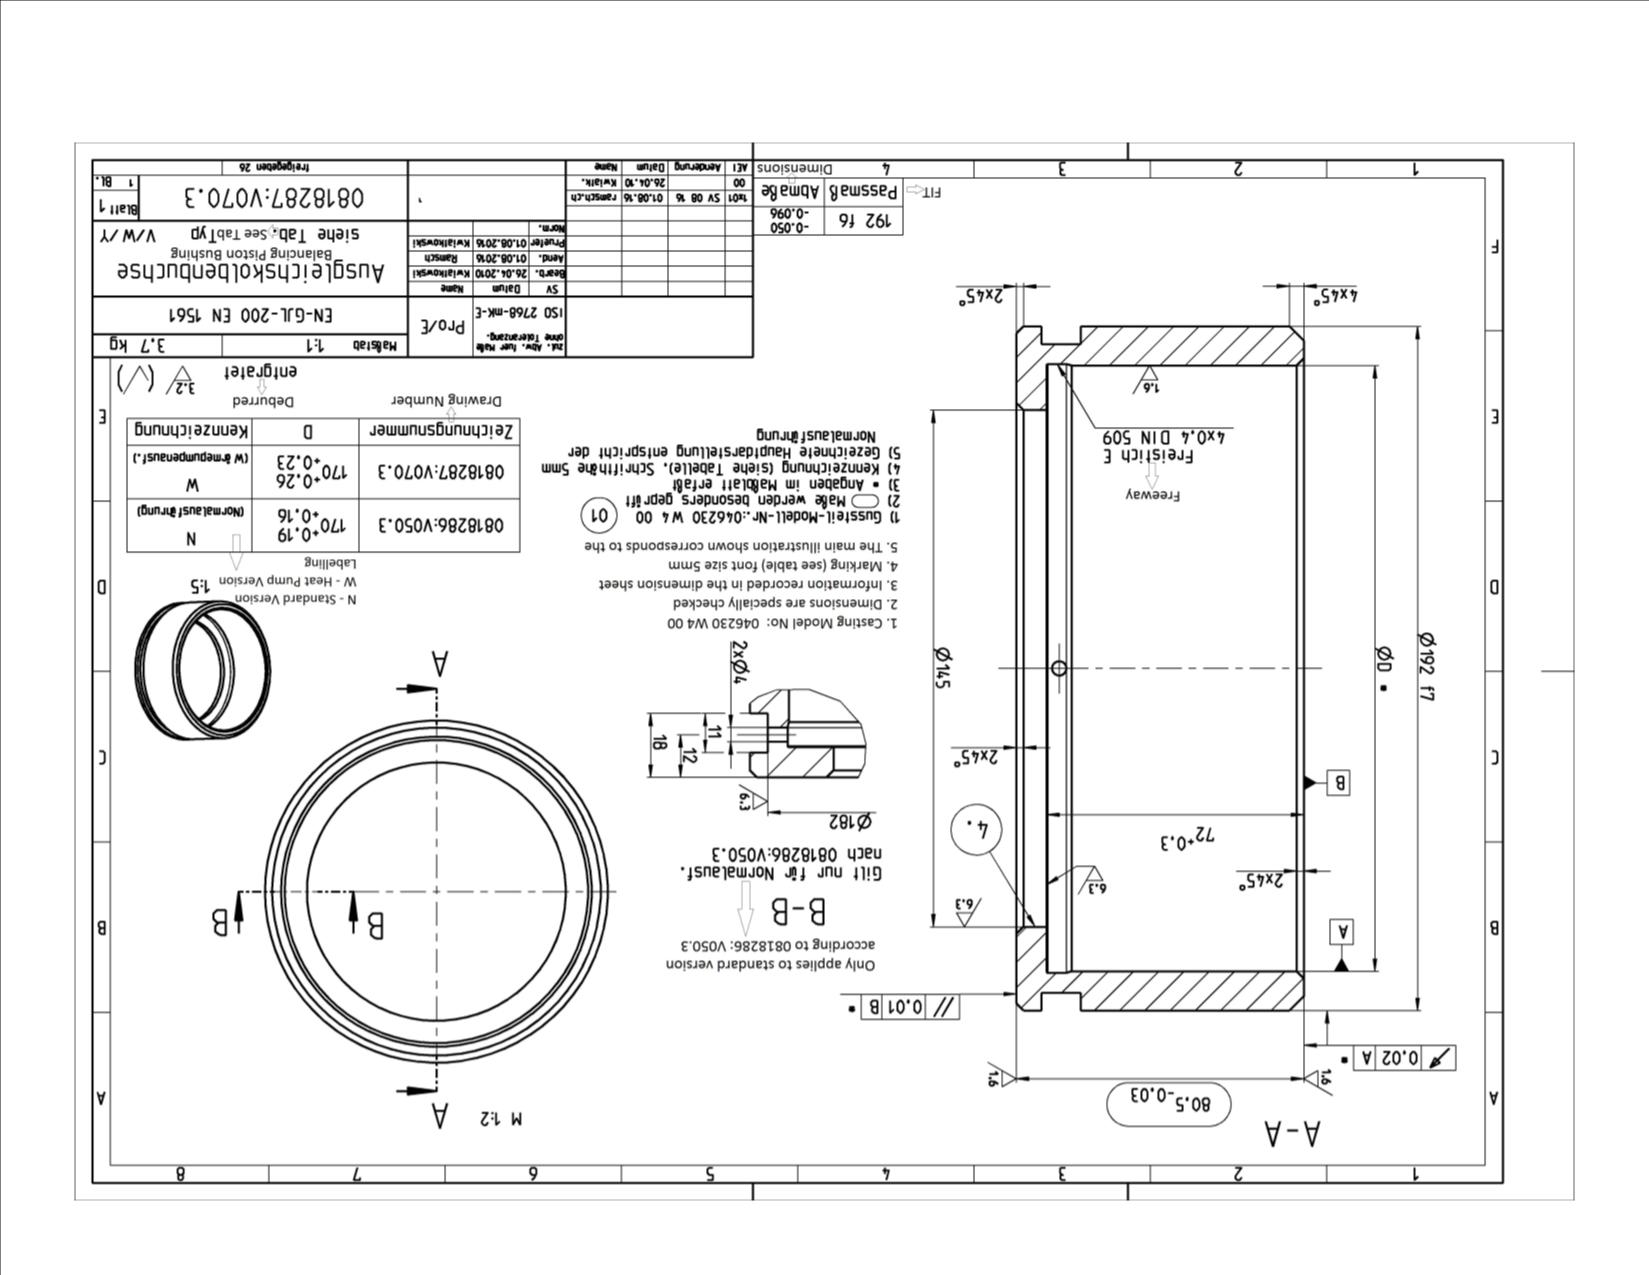 1
2
3
4
5
6
7
8
A-A
80.5-0.03
1.6
1.6
0.02 A
// 0.01 B
A
B
2x45°
72+0.3
6.3
6.3
4.
2x45°
Ø192 f7
ØD
Ø145
Freeway
Freistich E
4x0.4 DIN 509
1.6
4x45°
2x45°
M 1:2
A
A
B
B
Only applies to standard version
according to 0818286: V050.3
B-B
Gilt nur für Normalausf.
nach 0818286:V050.3
Ø182
6.3
12
18
11
2xØ4
1:5
1. Casting Model No: 046230 W4 00
2. Dimensions are specially checked
3. Information recorded in the dimension sheet
4. Marking (see table) font size 5mm
5. The main illustration shown corresponds to the
1) Gussteil-Modell-Nr.:046230 W4 00
01
2) Maße werden besonders geprüft
3) Angaben im Maßblatt erfaßt
4) Kennzeichnung (siehe Tabelle), Schrifthöhe 5mm
5) Gezeichnete Hauptdarstellung entspricht der
Normalausführung
N - Standard Version
W - Heat Pump Version
Labelling
0818286:V050.3 170+0.19 +0.16 N (Normalausführung)
0818287:V070.3 170+0.26 +0.23 W (Wärmepumpenausf.)
Zeichnungsnummer D Kennzeichnung
Drawing Number
Deburred
entgratet
3.2
192 f6 -0.050 -0.096
Passmaß Abmaße
FIT
Dimensions
zul. Abw. fuer Maße
ohne Toleranzang.
ISO 2768-mK-E
Pro/E
Maßstab 1:1 3.7 kg
EN-GJL-200 EN 1561
SV Datum Name
Bearb. 26.04.2010 Kwiatkowski
Aend. 01.08.2016 Ramsch
Pruefer 01.08.2016 Kwiatkowski
Norm.
Ausgleichskolbenbuchse
Balancing Piston Bushing
siehe Tab. See Tab Typ V/W/Y
01x01 SV 08 16 01.08.16 ramsch.ch
00 26.04.10 Kwiatk.
AEI Aenderung Datum Name
0818287:V070.3
Blatt 1
1 Bl.
freigegeben 26
A
B
C
D
E
F
A
B
C
D
E
1
2
3
4